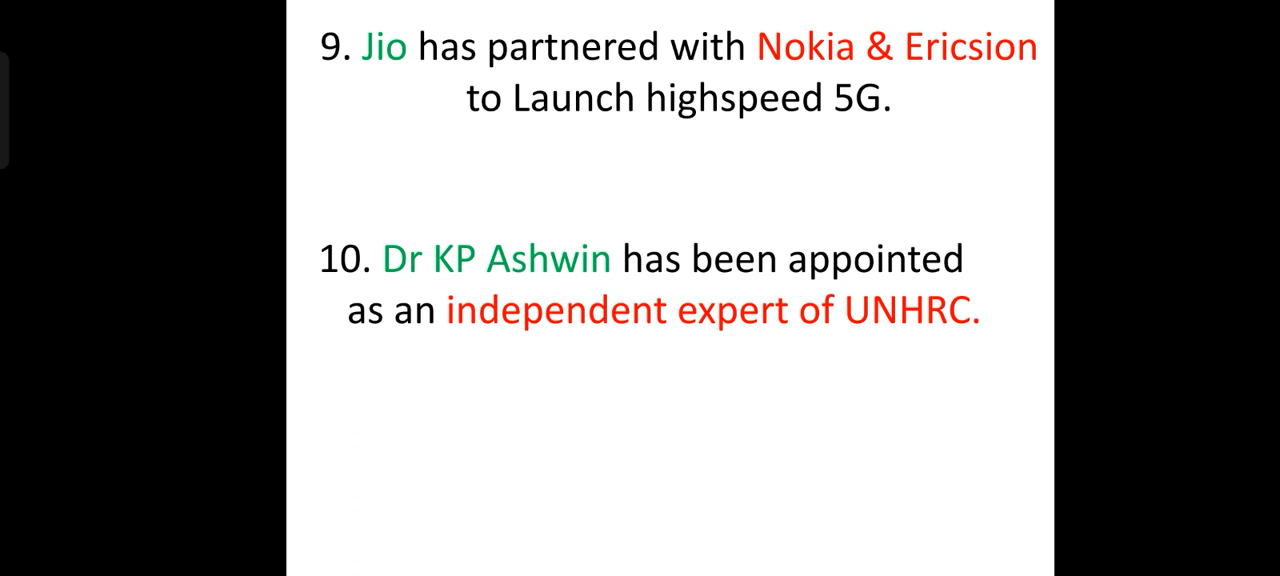 9. Jio has partnered with Nokia & Ericsion
to Launch highspeed 5G.
10. Dr KP Ashwin has been appointed
as an independent expert of UNHRC.